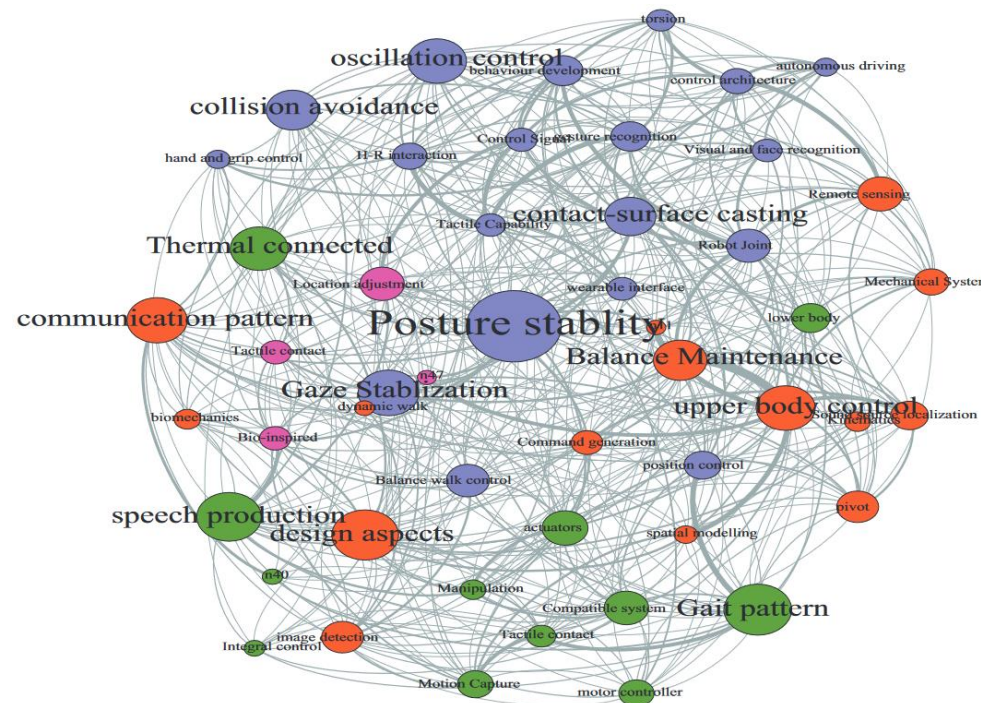 torsion
oscillation control
behaviour development
autonomous driving
control architecture
collision avoidance
Control Signal
gesture recognition
Visual and face recognition
hand and grip control
H-R interaction
Remote sensing
contact-surface casting
Tactile Capability
Thermal connected
Robot Joint
Location adjustment
Mechanical System
wearable interface
communication pattern
Posture stablity
lower body
Tactile contact
Balance Maintenance
n47
Gaze Stablization
dynamic walk
upper body control
biomechanics
Kinematics
Bio-inspired
Command generation
position control
Balance walk control
speech production
pivot
design aspects
actuators
spatial modelling
n40
Manipulation
Compatible system
Gait pattern
Tactile contact
image detection
Integral control
Motion Capture
motor controller